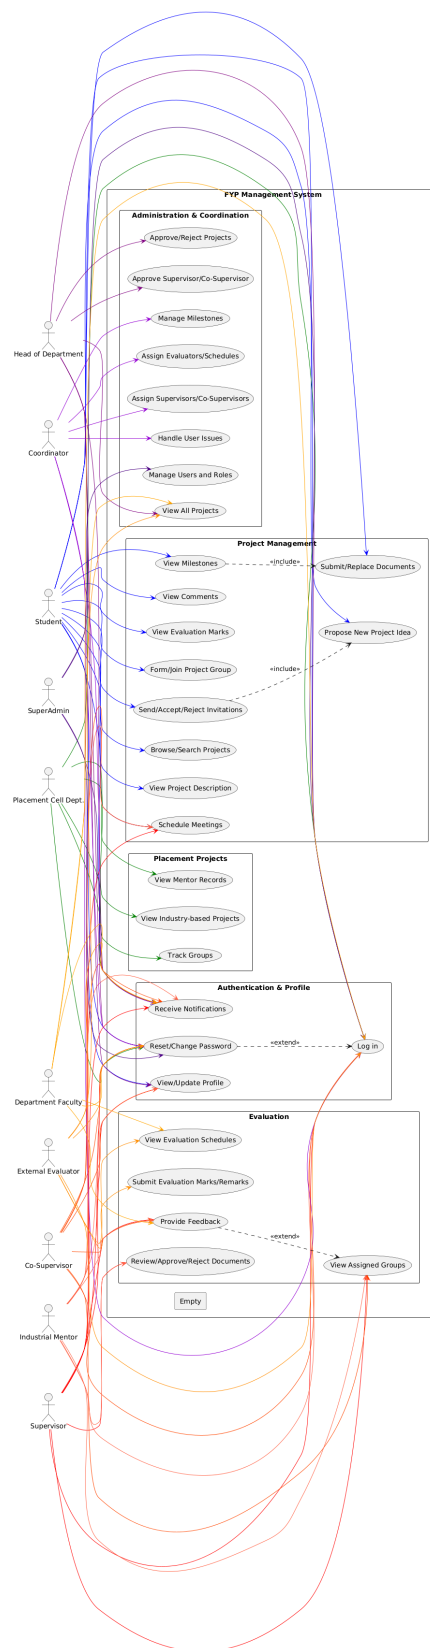 FYP Management System
Administration & Coordination
Approve/Reject Projects
Approve Supervisor/Co-Supervisor
Manage Milestones
Head of Department
Assign Evaluators/Schedules
Assign Supervisors/Co-Supervisors
Handle User Issues
Coordinator
Manage Users and Roles
View All Projects
Project Management
View Milestones
«include»
Submit/Replace Documents
View Comments
Student
View Evaluation Marks
Propose New Project Idea
Form/Join Project Group
«include»
Send/Accept/Reject Invitations
SuperAdmin
Browse/Search Projects
View Project Description
Placement Cell Dept.
Schedule Meetings
Placement Projects
View Mentor Records
View Industry-based Projects
Track Groups
Authentication & Profile
Receive Notifications
Reset/Change Password
«extend»
Log in
View/Update Profile
Department Faculty
Evaluation
View Evaluation Schedules
External Evaluator
Submit Evaluation Marks/Remarks
Provide Feedback
«extend»
Review/Approve/Reject Documents
View Assigned Groups
Co-Supervisor
Empty
Industrial Mentor
Supervisor